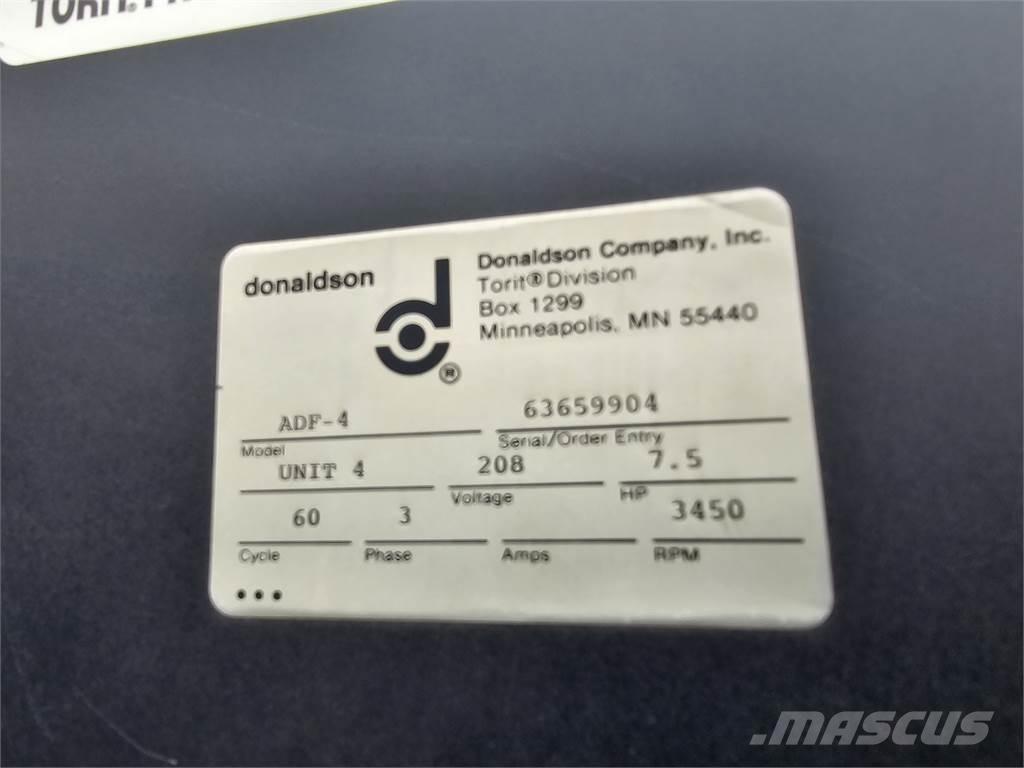 TORIT®
donaldson
Donaldson Company, Inc.
Torit® Division
Box 1299
Minneapolis, MN 55440
®
ADF-4 63659904
Model Serial/Order Entry
UNIT 4 208 7.5
Voltage HP
60 3 3450
Cycle Phase Amps RPM
MASCUS